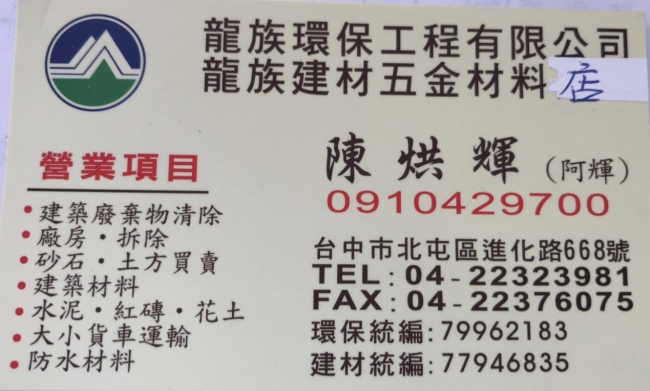 龍族環保工程有限公司
龍族建材五金材料店
陳烘輝(阿輝)
0910429700
營業項目
• 建築廢棄物清除
• 廠房・拆除
• 砂石・土方買賣
• 建築材料
• 水泥・紅磚・花土
• 大小貨車運輸
• 防水材料
台中市北屯區進化路668號
TEL:04-22323981
FAX:04-22376075
環保統編:79962183
建材統編:77946835